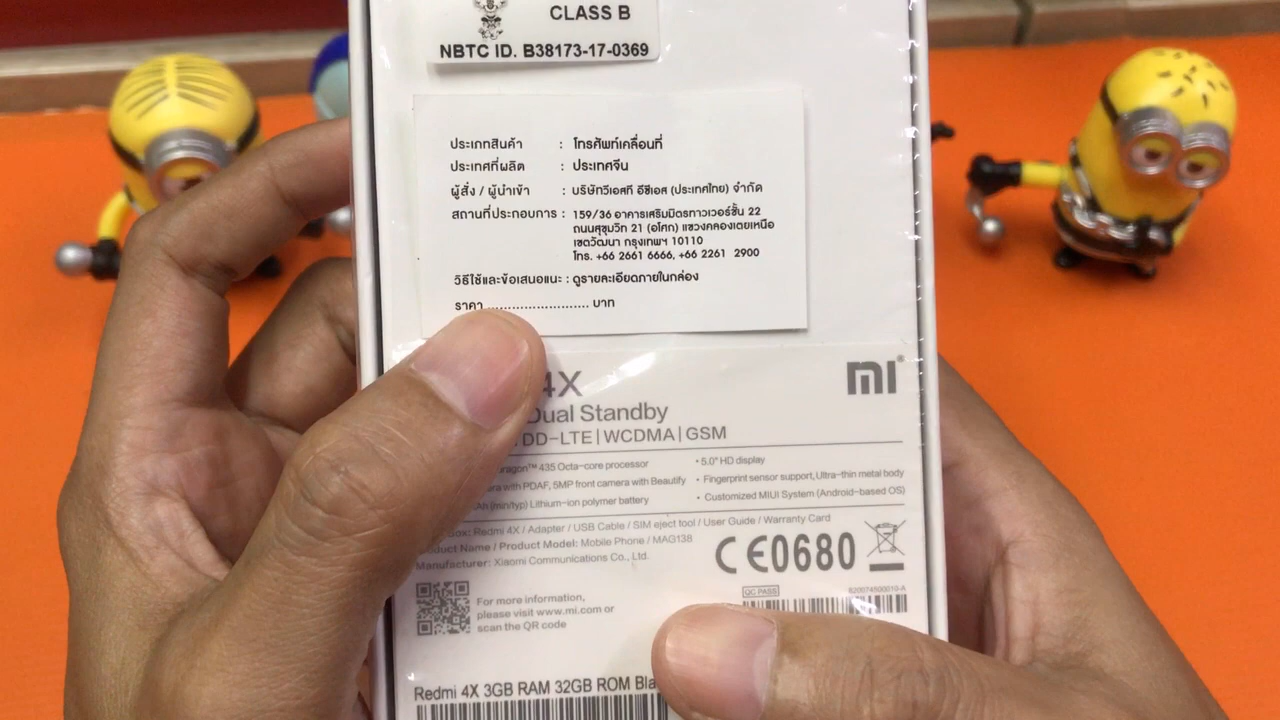 CLASS B
NBTC ID. B38173-17-0369
ประเภทสินค้า : โทรศัพท์เคลื่อนที่
ประเทศที่ผลิต : ประเทศจีน
ผู้สั่ง / ผู้นำเข้า : บริษัทวีเอสที อีซีเอส (ประเทศไทย) จำกัด
สถานที่ประกอบการ : 159/36 อาคารเสริมมิตรทาวเวอร์ชั้น 22
ถนนสุขุมวิท 21 (อโศก) แขวงคลองเตยเหนือ
เขตวัฒนา กรุงเทพฯ 10110
โทร. +66 2661 6666, +66 2261 2900
วิธีใช้และข้อเสนอแนะ : ดูรายละเอียดภายในกล่อง
ราคา ........................ บาท
4X
mi
Dual Standby
DD-LTE | WCDMA | GSM
435 Octa-core processor
• 5.0" HD display
with PDAF, 5MP front camera with Beautify
• Fingerprint sensor support, Ultra-thin metal body
(min/typ) Lithium-ion polymer battery
• Customized MIUI System (Android-based OS)
Redmi 4X / Adapter / USB Cable / SIM eject tool / User Guide / Warranty Card
Name / Product Model: Mobile Phone / MAG138
Manufacturer: Xiaomi Communications Co., Ltd.
CE0680
QC PASS
For more information,
please visit www.mi.com or
scan the QR code
Redmi 4X 3GB RAM 32GB ROM